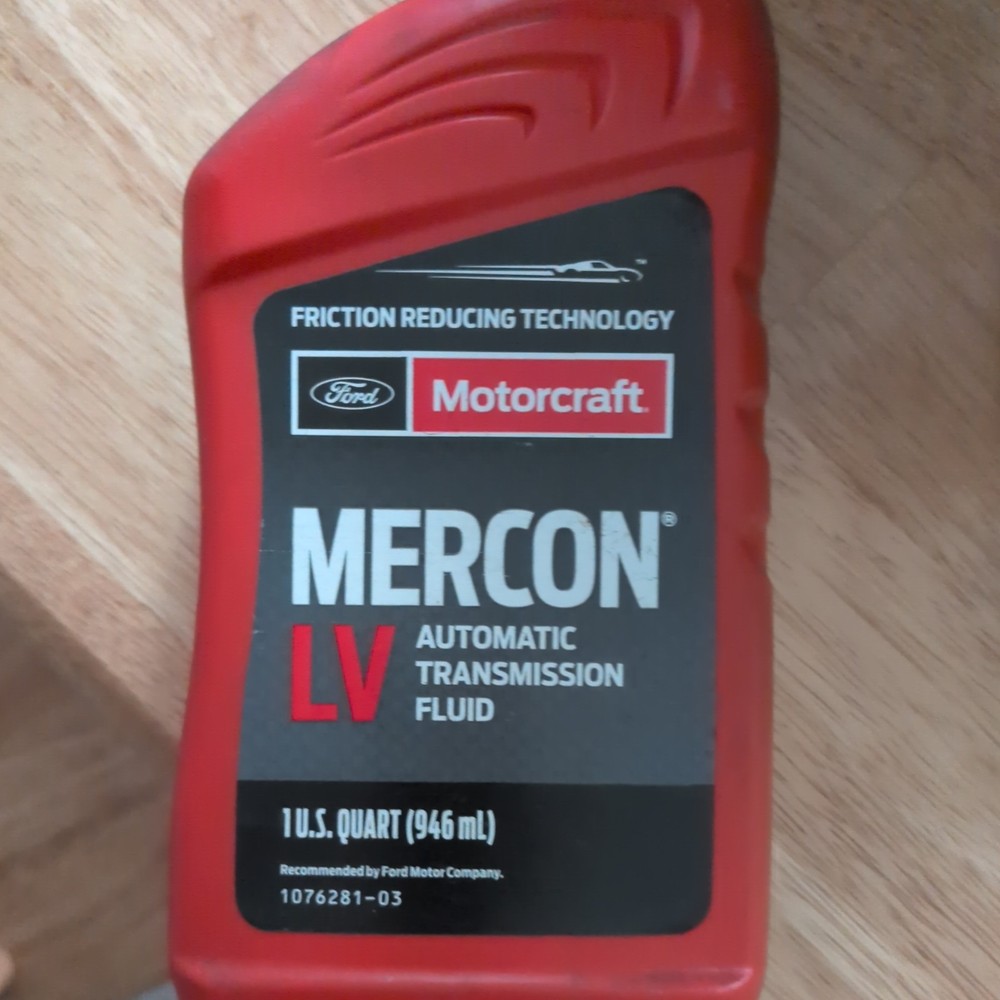 ™
FRICTION REDUCING TECHNOLOGY
Ford Motorcraft®
MERCON®
LV AUTOMATIC
TRANSMISSION
FLUID
1 U.S. QUART (946 mL)
Recommended by Ford Motor Company.
1076281-03